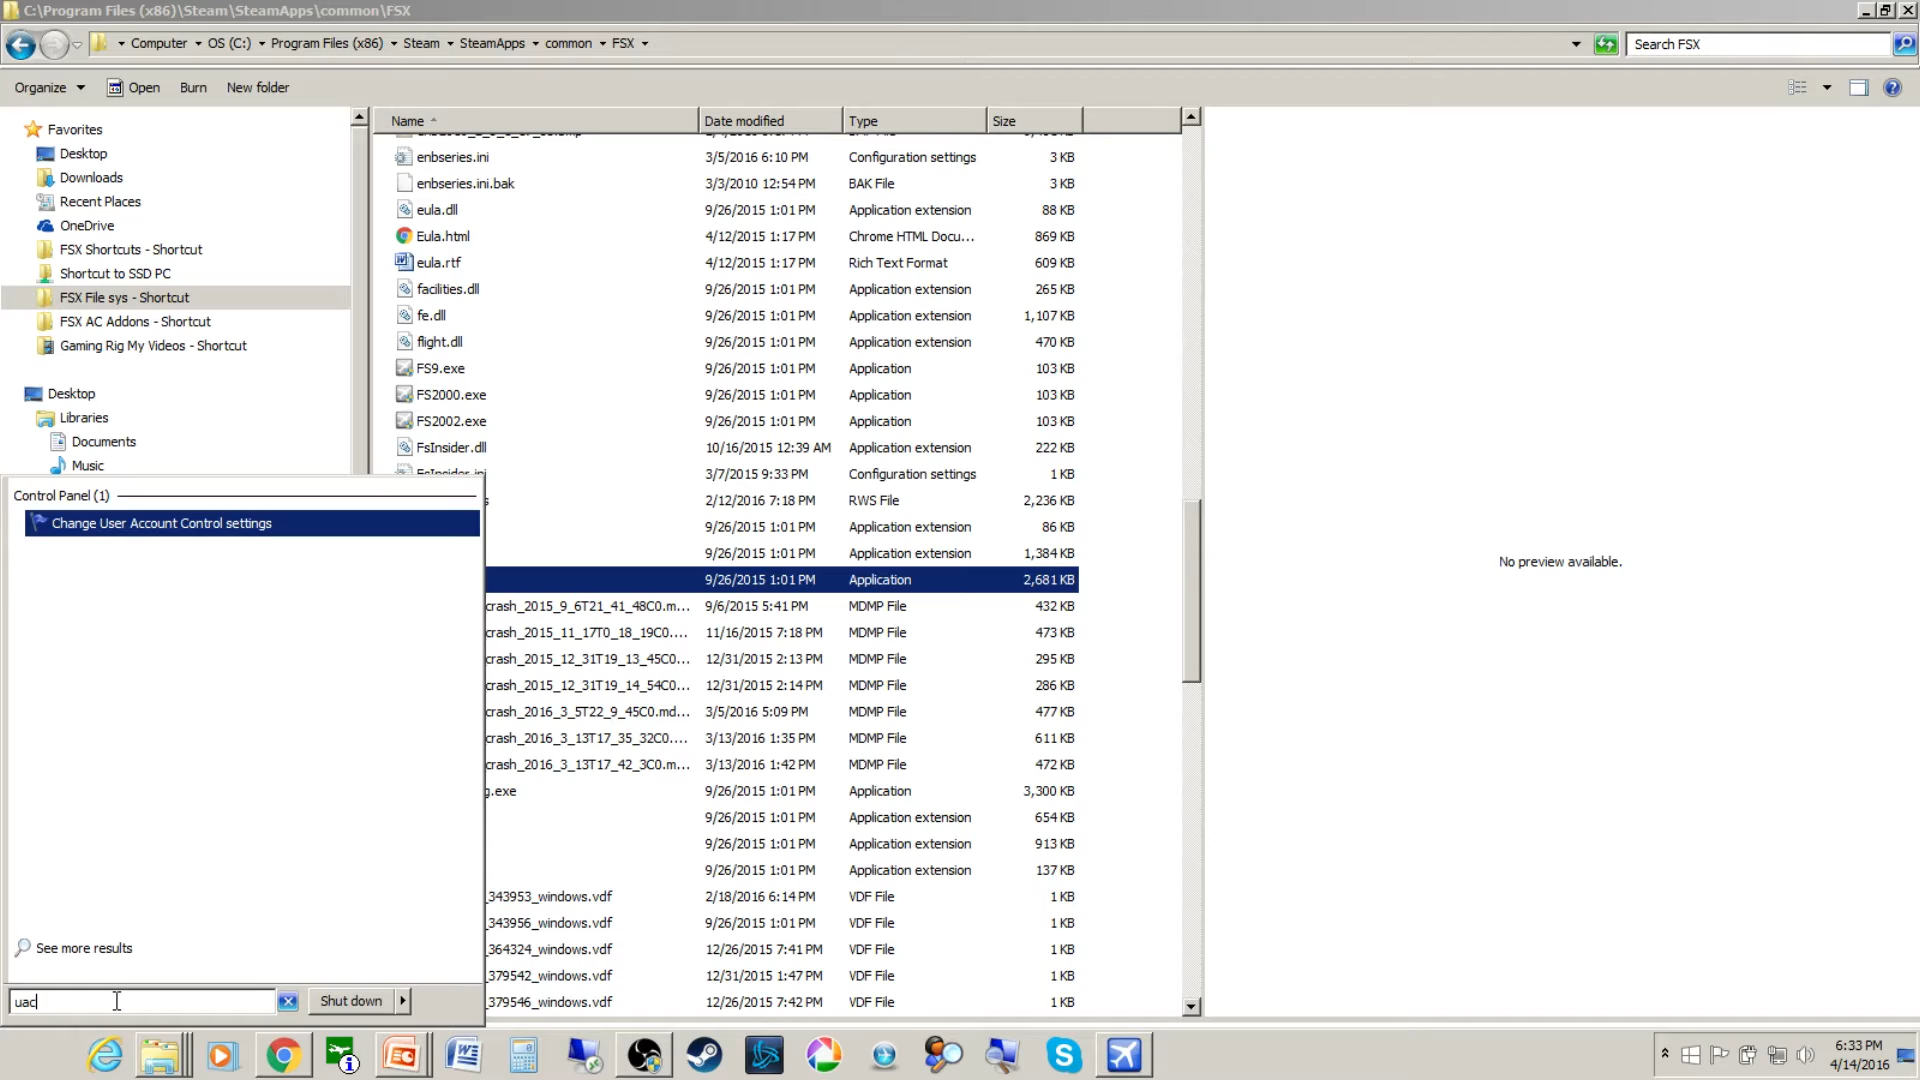 C:\Program Files (x86)\Steam\SteamApps\common\FSX
Computer OS (C:) Program Files (x86) Steam SteamApps common FSX
Search FSX
Organize Open Burn New folder
Favorites
Desktop
Downloads
Recent Places
OneDrive
FSX Shortcuts - Shortcut
Shortcut to SSD PC
FSX File sys - Shortcut
FSX AC Addons - Shortcut
Gaming Rig My Videos - Shortcut
Desktop
Libraries
Documents
Music
Name Date modified Type Size
enbseries.ini 3/5/2016 6:10 PM Configuration settings 3 KB
enbseries.ini.bak 3/3/2010 12:54 PM BAK File 3 KB
eula.dll 9/26/2015 1:01 PM Application extension 88 KB
Eula.html 4/12/2015 1:17 PM Chrome HTML Docu... 869 KB
eula.rtf 4/12/2015 1:17 PM Rich Text Format 609 KB
facilities.dll 9/26/2015 1:01 PM Application extension 265 KB
fe.dll 9/26/2015 1:01 PM Application extension 1,107 KB
flight.dll 9/26/2015 1:01 PM Application extension 470 KB
FS9.exe 9/26/2015 1:01 PM Application 103 KB
FS2000.exe 9/26/2015 1:01 PM Application 103 KB
FS2002.exe 9/26/2015 1:01 PM Application 103 KB
FsInsider.dll 10/16/2015 12:39 AM Application extension 222 KB
FsInsider.ini 3/7/2015 9:33 PM Configuration settings 1 KB
s 2/12/2016 7:18 PM RWS File 2,236 KB
9/26/2015 1:01 PM Application extension 86 KB
9/26/2015 1:01 PM Application extension 1,384 KB
9/26/2015 1:01 PM Application 2,681 KB
crash_2015_9_6T21_41_48C0.m... 9/6/2015 5:41 PM MDMP File 432 KB
crash_2015_11_17T0_18_19C0.... 11/16/2015 7:18 PM MDMP File 473 KB
crash_2015_12_31T19_13_45C0... 12/31/2015 2:13 PM MDMP File 295 KB
crash_2015_12_31T19_14_54C0... 12/31/2015 2:14 PM MDMP File 286 KB
crash_2016_3_5T22_9_45C0.md... 3/5/2016 5:09 PM MDMP File 477 KB
crash_2016_3_13T17_35_32C0.... 3/13/2016 1:35 PM MDMP File 611 KB
crash_2016_3_13T17_42_3C0.m... 3/13/2016 1:42 PM MDMP File 472 KB
g.exe 9/26/2015 1:01 PM Application 3,300 KB
9/26/2015 1:01 PM Application extension 654 KB
9/26/2015 1:01 PM Application extension 913 KB
9/26/2015 1:01 PM Application extension 137 KB
_343953_windows.vdf 2/18/2016 6:14 PM VDF File 1 KB
_343956_windows.vdf 9/26/2015 1:01 PM VDF File 1 KB
_364324_windows.vdf 12/26/2015 7:41 PM VDF File 1 KB
_379542_windows.vdf 12/31/2015 1:47 PM VDF File 1 KB
_379546_windows.vdf 12/26/2015 7:42 PM VDF File 1 KB
No preview available.
Control Panel (1)
Change User Account Control settings
See more results
uac
Shut down
6:33 PM
4/14/2016